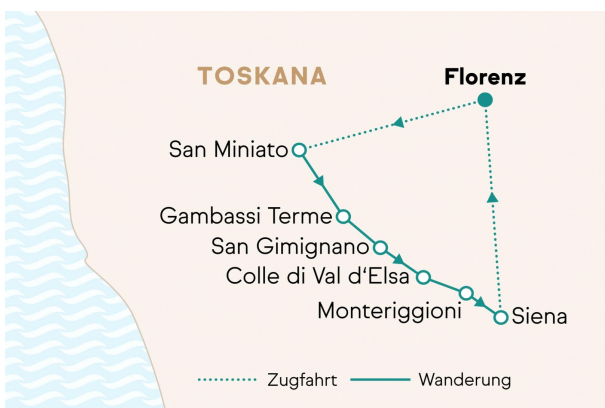 TOSKANA
Florenz
San Miniato
Gambassi Terme
San Gimignano
Colle di Val d‘Elsa
Monteriggioni
Siena
Zugfahrt
Wanderung